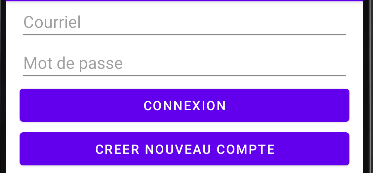 Courriel
Mot de passe
CONNEXION
CREER NOUVEAU COMPTE